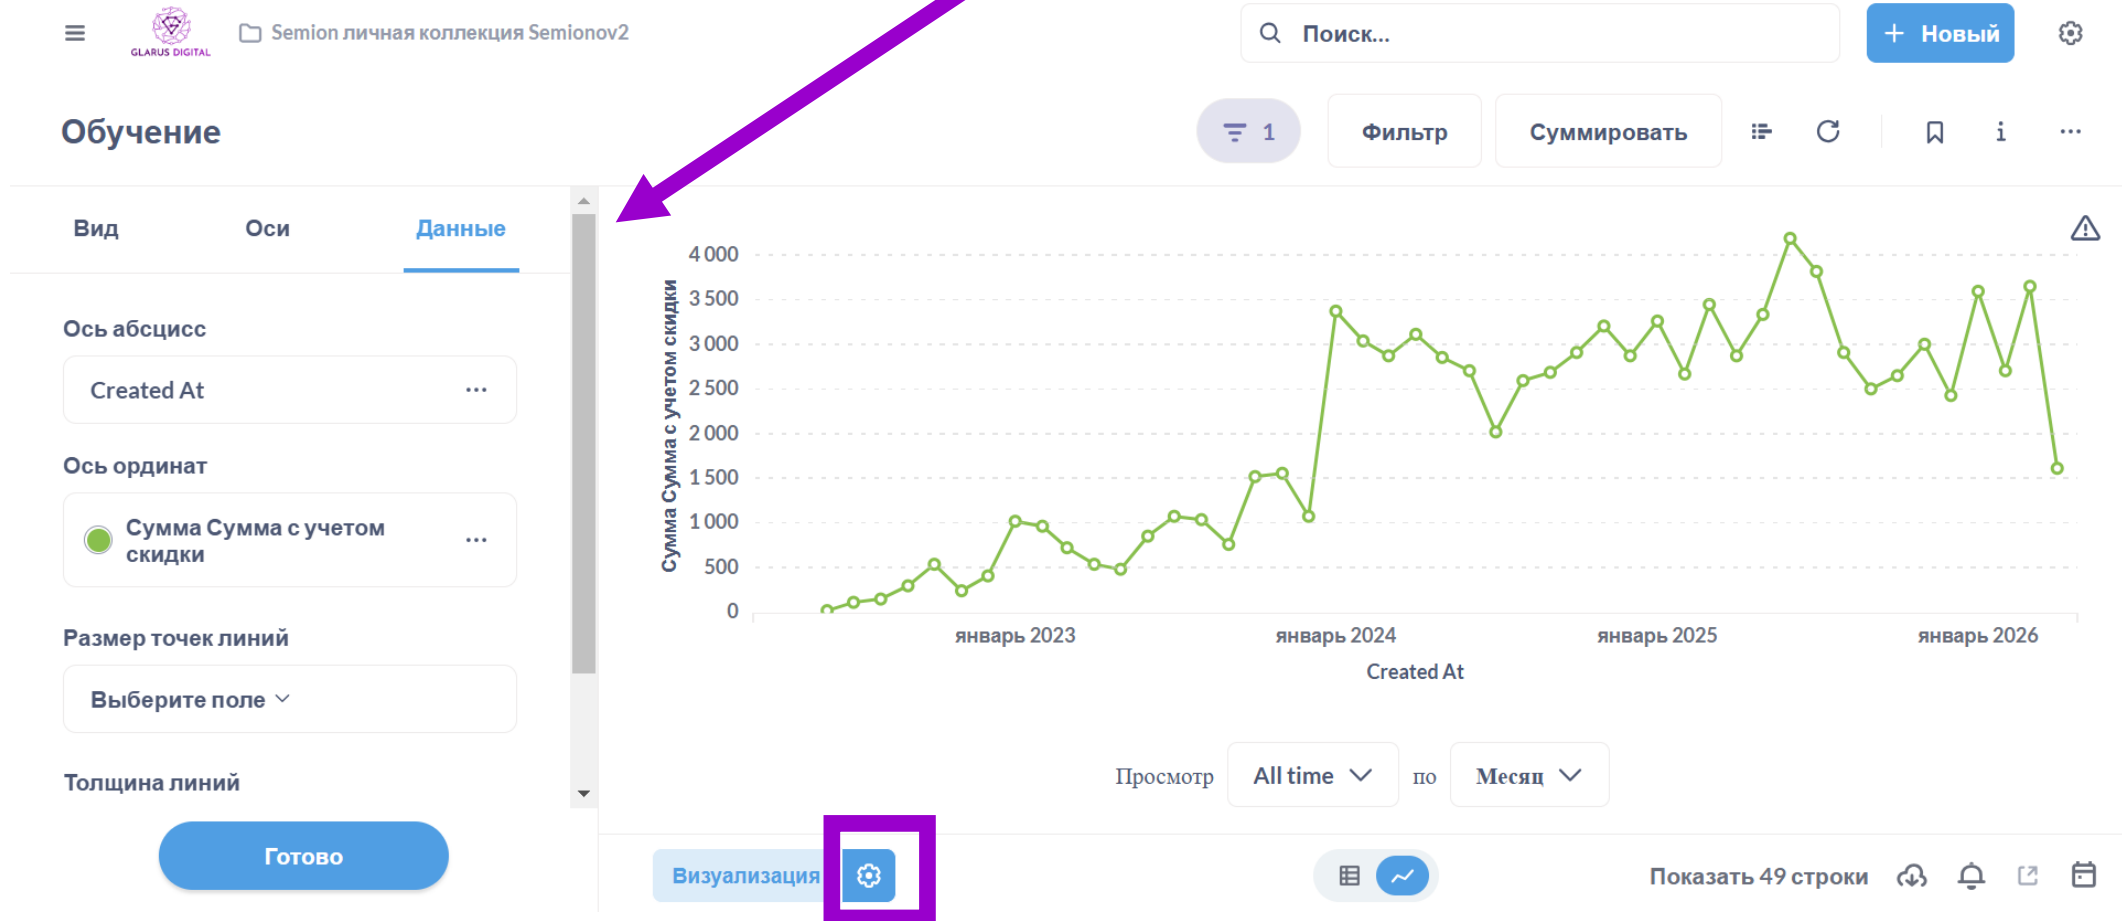 GLARUS DIGITAL
Semion личная коллекция Semionov2
Поиск...
+ Новый
Обучение
1
Фильтр
Суммировать
Вид
Оси
Данные
Ось абсцисс
Created At
Ось ординат
Сумма Сумма с учетом
скидки
Размер точек линий
Выберите поле
Толщина линий
Готово
Сумма Сумма с учетом скидки
4 000
3 500
3 000
2 500
2 000
1 500
1 000
500
0
январь 2023
январь 2024
январь 2025
январь 2026
Created At
Просмотр
All time
по
Месяц
Визуализация
Показать 49 строки